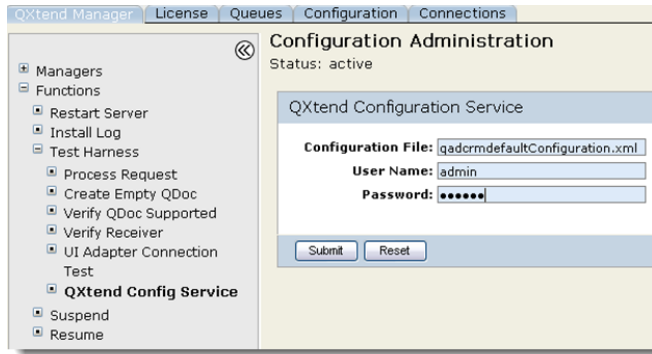 QXtend Manager License Queues Configuration Connections
Managers
Functions
Restart Server
Install Log
Test Harness
Process Request
Create Empty QDoc
Verify QDoc Supported
Verify Receiver
UI Adapter Connection
Test
QXtend Config Service
Suspend
Resume
Configuration Administration
Status: active
QXtend Configuration Service
Configuration File: qadcrmdefaultConfiguration.xml
User Name: admin
Password: ●●●●●●
Submit Reset